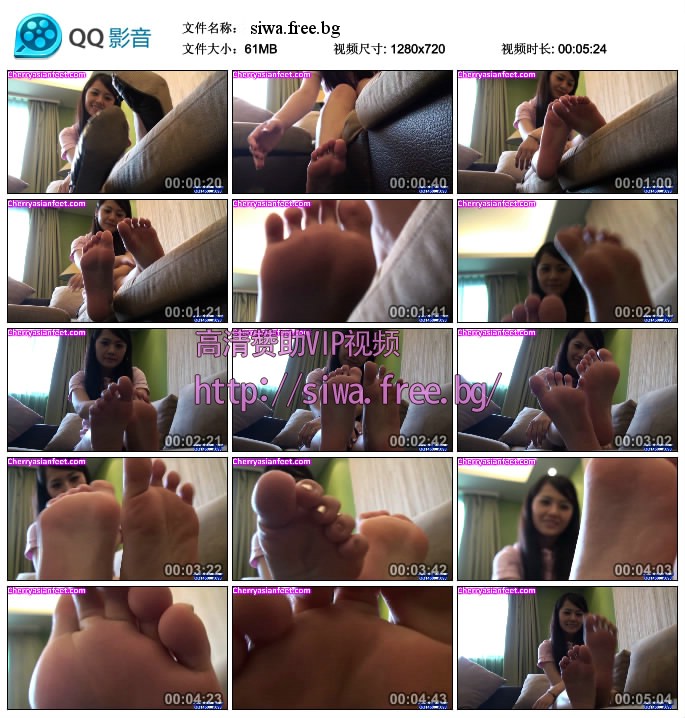 QQ影音
文件名称： siwa.free.bg
文件大小：61MB 视频尺寸: 1280x720 视频时长: 00:05:24
Cherryasianfeet.com Cherryasianfeet.com Cherryasianfeet.com
00:00:20 00:00:40 00:01:00
Cherryasianfeet.com Cherryasianfeet.com Cherryasianfeet.com
00:01:21 00:01:41 00:02:01
Cherryasianfeet.com Cherryasianfeet.com
高清赞助VIP视频
http://siwa.free.bg/
00:02:21 00:02:42 00:03:02
Cherryasianfeet.com Cherryasianfeet.com Cherryasianfeet.com
00:03:22 00:03:42 00:04:03
Cherryasianfeet.com Cherryasianfeet.com Cherryasianfeet.com
00:04:23 00:04:43 00:05:04